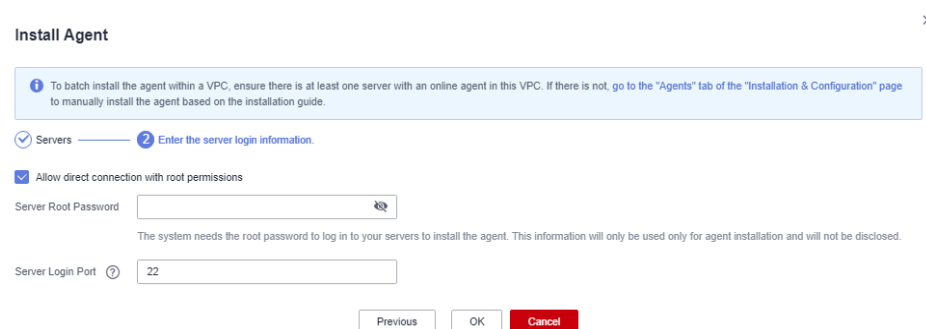 Install Agent
To batch install the agent within a VPC, ensure there is at least one server with an online agent in this VPC. If there is not, go to the "Agents" tab of the "Installation & Configuration" page
to manually install the agent based on the installation guide.
Servers 2 Enter the server login information.
Allow direct connection with root permissions
Server Root Password
The system needs the root password to log in to your servers to install the agent. This information will only be used only for agent installation and will not be disclosed.
Server Login Port ? 22
Previous OK Cancel